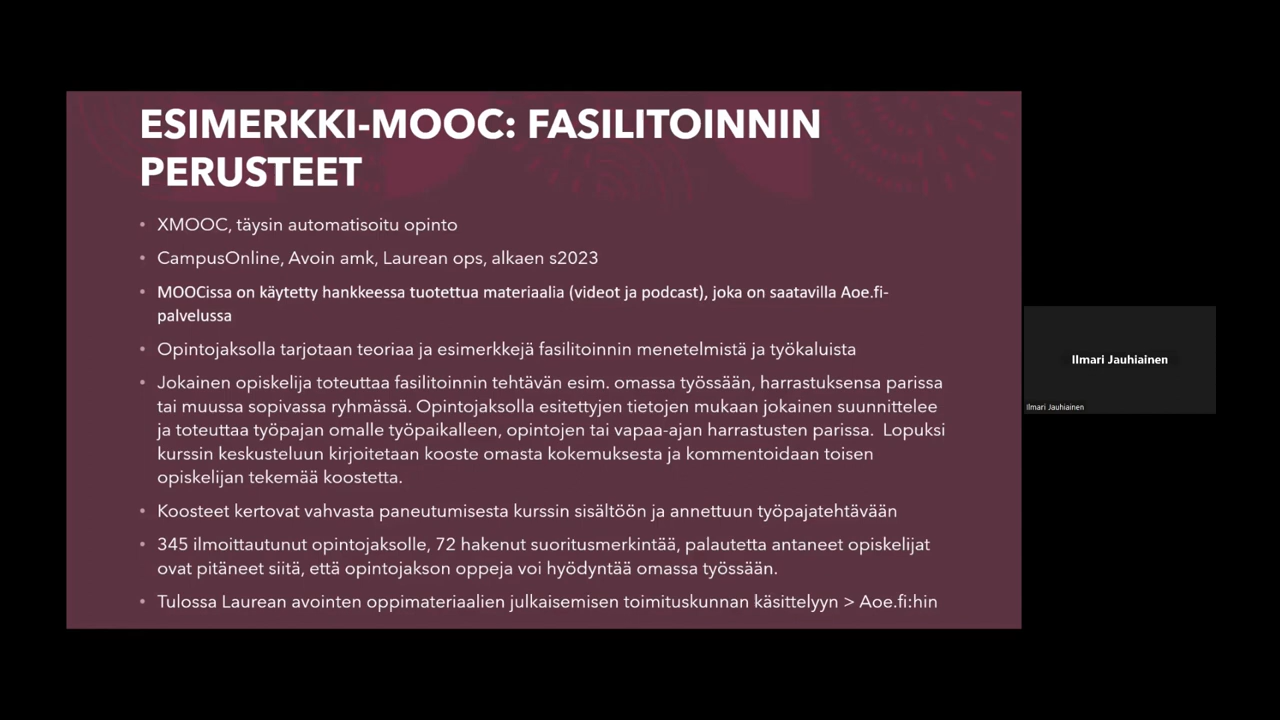 ESIMERKKI-MOOC: FASILITOINNIN
PERUSTEET
• XMOOC, täysin automatisoitu opinto
• CampusOnline, Avoin amk, Laurean ops, alkaen s2023
• MOOCissa on käytetty hankkeessa tuotettua materiaalia (videot ja podcast), joka on saatavilla Aoe.fi-
palvelussa
• Opintojaksolla tarjotaan teoriaa ja esimerkkejä fasilitoinnin menetelmistä ja työkaluista
• Jokainen opiskelija toteuttaa fasilitoinnin tehtävän esim. omassa työssään, harrastuksensa parissa
tai muussa sopivassa ryhmässä. Opintojaksolla esitettyjen tietojen mukaan jokainen suunnittelee
ja toteuttaa työpajan omalle työpaikalleen, opintojen tai vapaa-ajan harrastusten parissa. Lopuksi
kurssin keskusteluun kirjoitetaan kooste omasta kokemuksesta ja kommentoidaan toisen
opiskelijan tekemää koostetta.
• Koosteet kertovat vahvasta paneutumisesta kurssin sisältöön ja annettuun työpajatehtävään
• 345 ilmoittautunut opintojaksolle, 72 hakenut suoritusmerkintää, palautetta antaneet opiskelijat
ovat pitäneet siitä, että opintojakson oppeja voi hyödyntää omassa työssään.
• Tulossa Laurean avointen oppimateriaalien julkaisemisen toimituskunnan käsittelyyn > Aoe.fi:hin
Ilmari Jauhiainen
Ilmari Jauhiainen